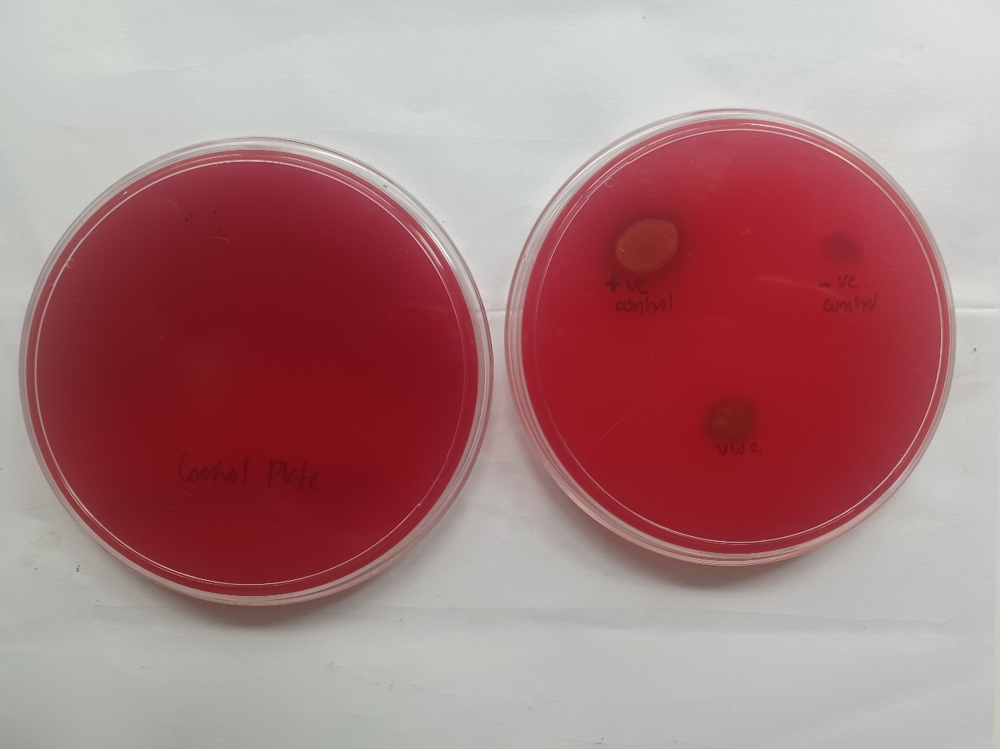 Control Plate
+ ve
control
- ve
control
VW2